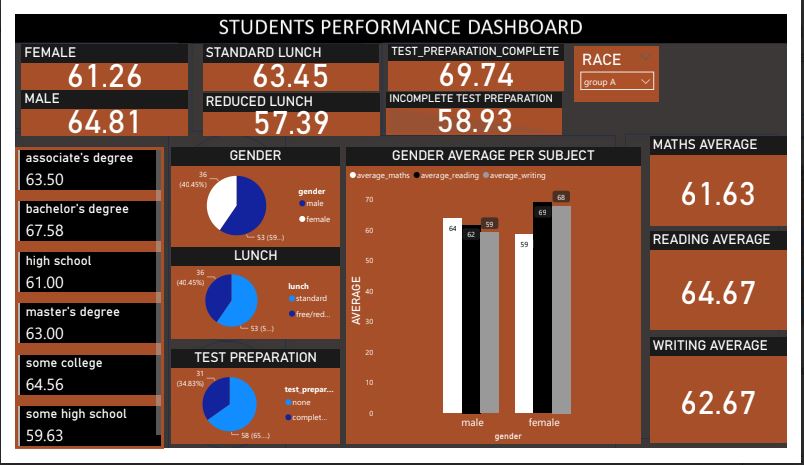 STUDENTS PERFORMANCE DASHBOARD
FEMALE
61.26
MALE
64.81
STANDARD LUNCH
63.45
REDUCED LUNCH
57.39
TEST_PREPARATION_COMPLETE
69.74
INCOMPLETE TEST PREPARATION
58.93
RACE
group A
associate's degree
63.50
bachelor's degree
67.58
high school
61.00
master's degree
63.00
some college
64.56
some high school
59.63
GENDER
36
(40.45%)
53 (59...)
gender
male
female
LUNCH
36
(40.45%)
53 (5...)
lunch
standard
free/red...
TEST PREPARATION
31
(34.83%)
58 (65...)
test_prepar...
none
complet...
GENDER AVERAGE PER SUBJECT
average_maths average_reading average_writing
AVERAGE
70
60
50
40
30
20
10
0
64
62
59
59
69
68
male
female
gender
MATHS AVERAGE
61.63
READING AVERAGE
64.67
WRITING AVERAGE
62.67